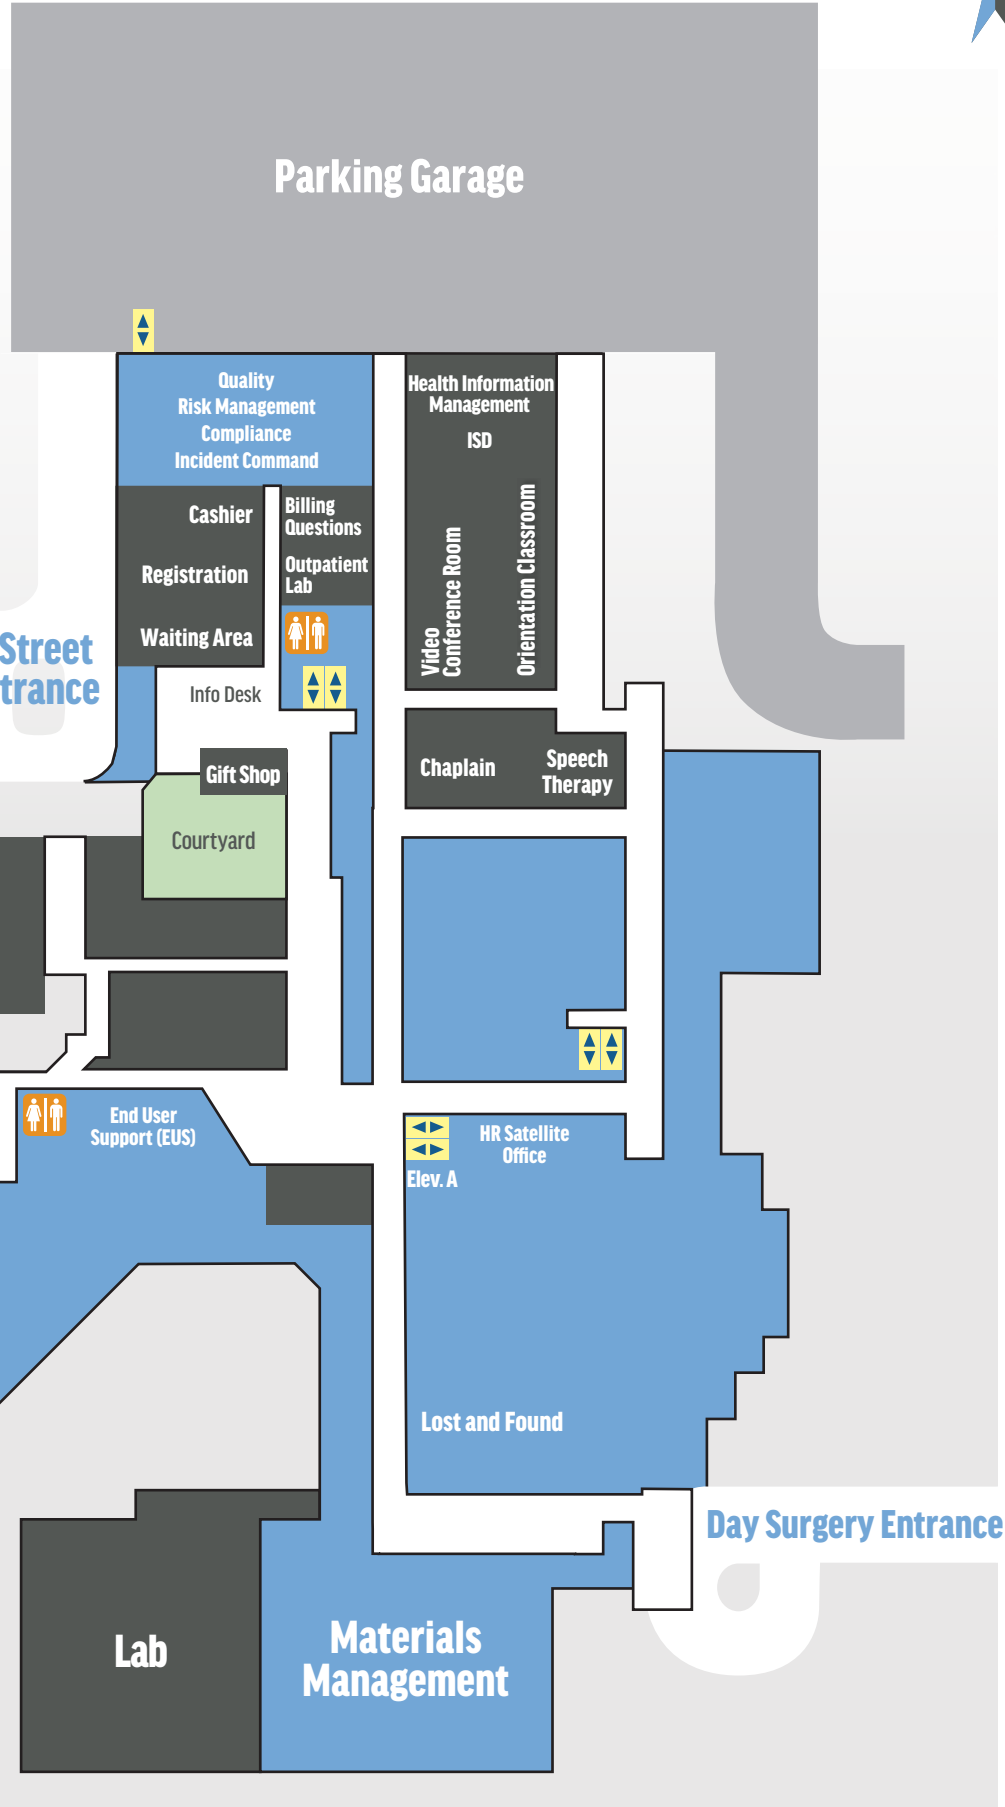 Parking Garage
Quality
Risk Management
Compliance
Incident Command
Health Information
Management
ISD
Cashier
Billing
Questions
Registration
Outpatient
Lab
Video
Conference Room
Orientation Classroom
Waiting Area
Street
trance
Info Desk
Gift Shop
Chaplain
Speech
Therapy
Courtyard
End User
Support (EUS)
HR Satellite
Office
Elev. A
Lost and Found
Day Surgery Entrance
Lab
Materials
Management